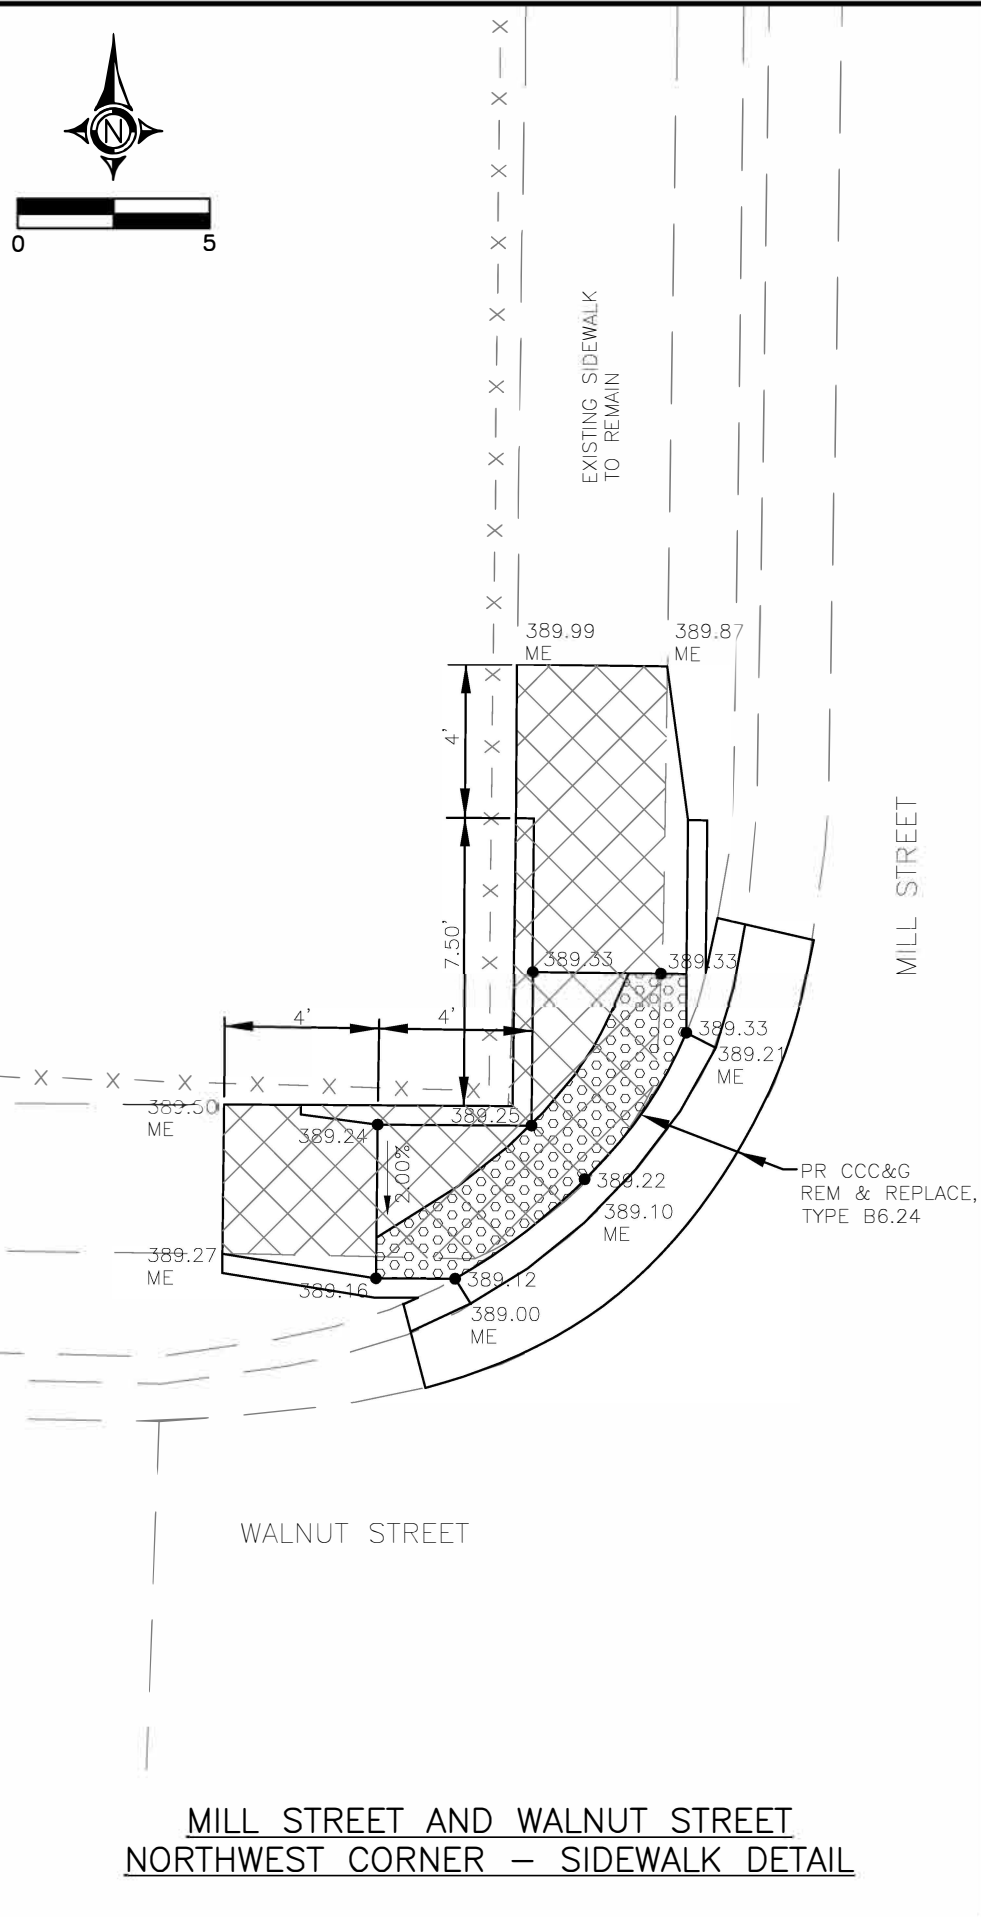 N
0 5
EXISTING SIDEWALK
TO REMAIN
389.99
ME
389.87
ME
4'
7.50'
MILL STREET
389.33
389.33
4'
4'
389.33
389.21
ME
389.50
ME
389.25
389.24
2.00%
389.22
PR CCC&G
REM & REPLACE,
TYPE B6.24
389.10
ME
389.27
ME
389.16
389.12
389.00
ME
WALNUT STREET
MILL STREET AND WALNUT STREET
NORTHWEST CORNER – SIDEWALK DETAIL